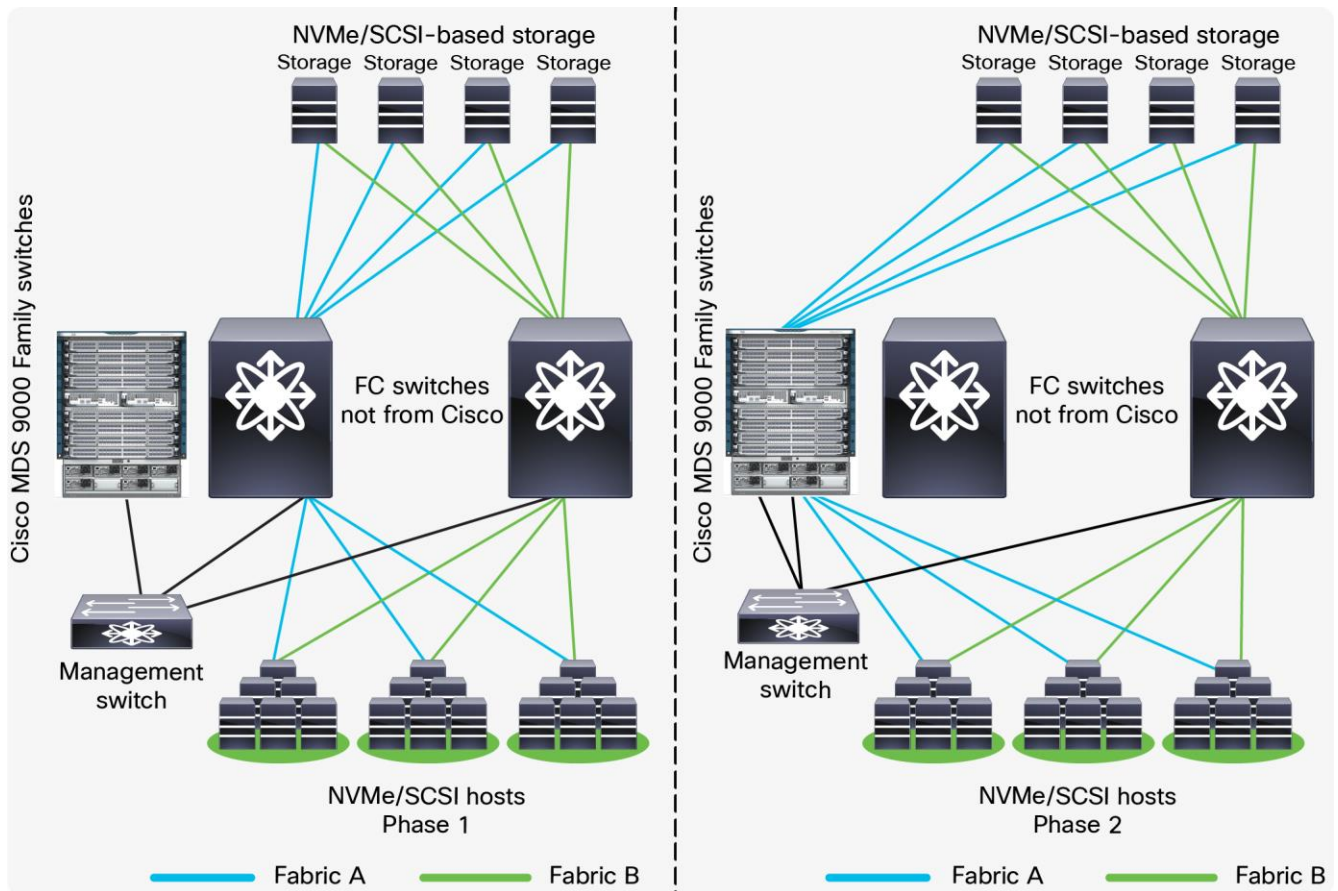 NVMe/SCSI-based storage
Storage Storage Storage Storage
Cisco MDS 9000 Family switches
FC switches
not from Cisco
Management
switch
NVMe/SCSI hosts
Phase 1
Fabric A Fabric B
NVMe/SCSI-based storage
Storage Storage Storage Storage
Cisco MDS 9000 Family switches
FC switches
not from Cisco
Management
switch
NVMe/SCSI hosts
Phase 2
Fabric A Fabric B